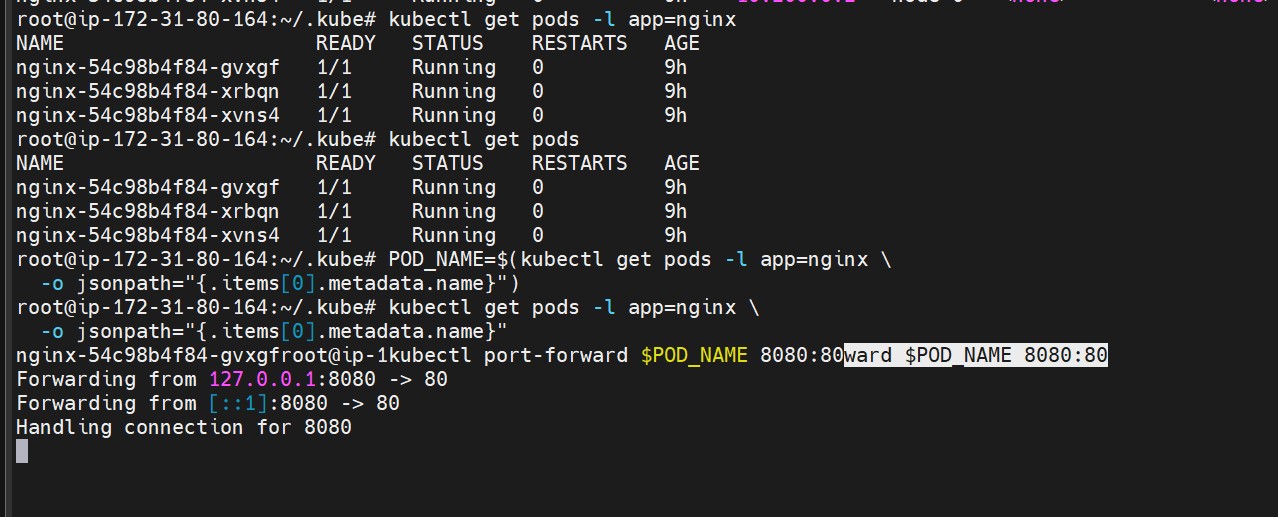 root@ip-172-31-80-164:~/.kube# kubectl get pods -l app=nginx
NAME                     READY   STATUS    RESTARTS   AGE
nginx-54c98b4f84-gvxgf   1/1     Running   0          9h
nginx-54c98b4f84-xrbqn   1/1     Running   0          9h
nginx-54c98b4f84-xvns4   1/1     Running   0          9h
root@ip-172-31-80-164:~/.kube# kubectl get pods
NAME                     READY   STATUS    RESTARTS   AGE
nginx-54c98b4f84-gvxgf   1/1     Running   0          9h
nginx-54c98b4f84-xrbqn   1/1     Running   0          9h
nginx-54c98b4f84-xvns4   1/1     Running   0          9h
root@ip-172-31-80-164:~/.kube# POD_NAME=$(kubectl get pods -l app=nginx \
  -o jsonpath="{.items[0].metadata.name}")
root@ip-172-31-80-164:~/.kube# kubectl get pods -l app=nginx \
  -o jsonpath="{.items[0].metadata.name}"
nginx-54c98b4f84-gvxgfroot@ip-1kubectl port-forward $POD_NAME 8080:80ward $POD_NAME 8080:80
Forwarding from 127.0.0.1:8080 -> 80
Forwarding from [::1]:8080 -> 80
Handling connection for 8080